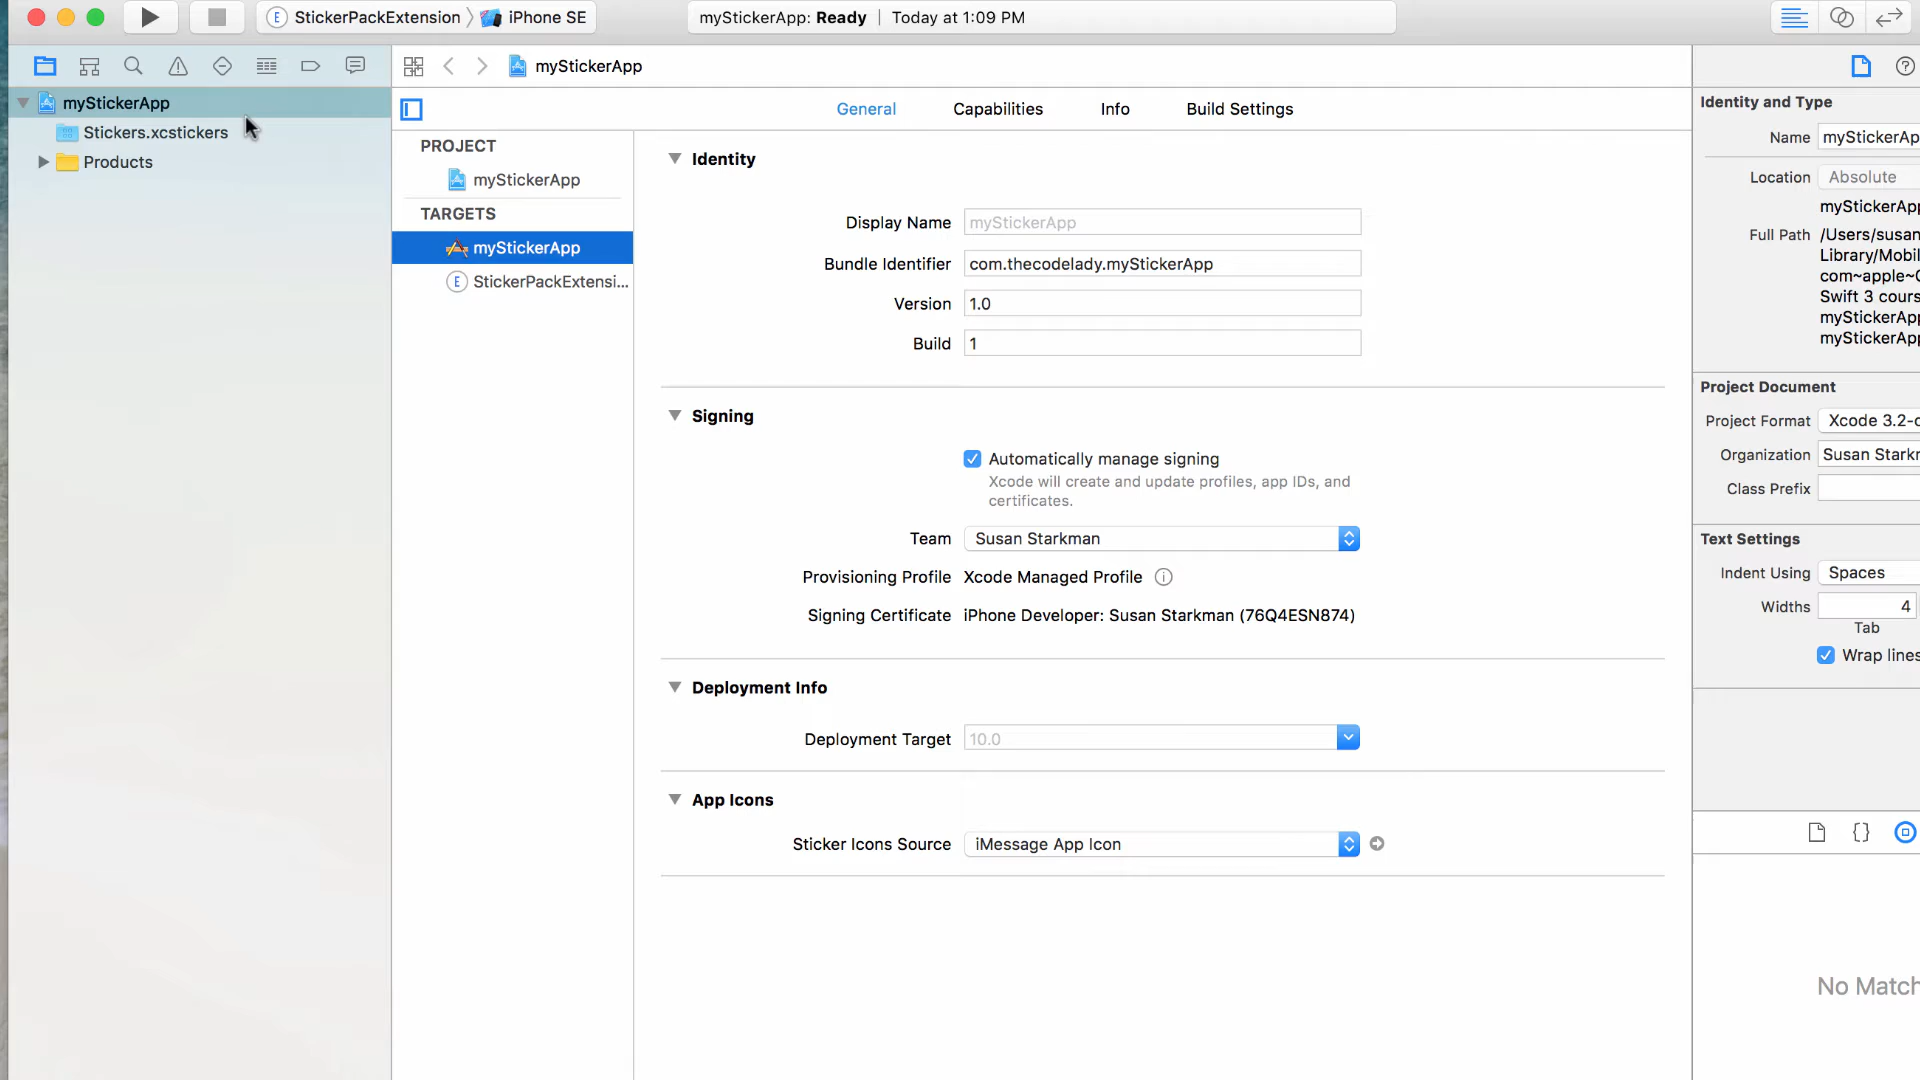 StickerPackExtension iPhone SE
myStickerApp: Ready | Today at 1:09 PM
myStickerApp
myStickerApp
Stickers.xcstickers
Products
General Capabilities Info Build Settings
PROJECT
myStickerApp
TARGETS
myStickerApp
E StickerPackExtensi...
Identity
Display Name myStickerApp
Bundle Identifier com.thecodelady.myStickerApp
Version 1.0
Build 1
Signing
Automatically manage signing
Xcode will create and update profiles, app IDs, and
certificates.
Team Susan Starkman
Provisioning Profile Xcode Managed Profile
Signing Certificate iPhone Developer: Susan Starkman (76Q4ESN874)
Deployment Info
Deployment Target 10.0
App Icons
Sticker Icons Source iMessage App Icon
Identity and Type
Name myStickerAp
Location Absolute
myStickerAp
Full Path /Users/susan
Library/Mobil
com~apple~
Swift 3 cours
myStickerAp
myStickerAp
Project Document
Project Format Xcode 3.2-c
Organization Susan Stark
Class Prefix
Text Settings
Indent Using Spaces
Widths 4
Tab
Wrap lines
No Match